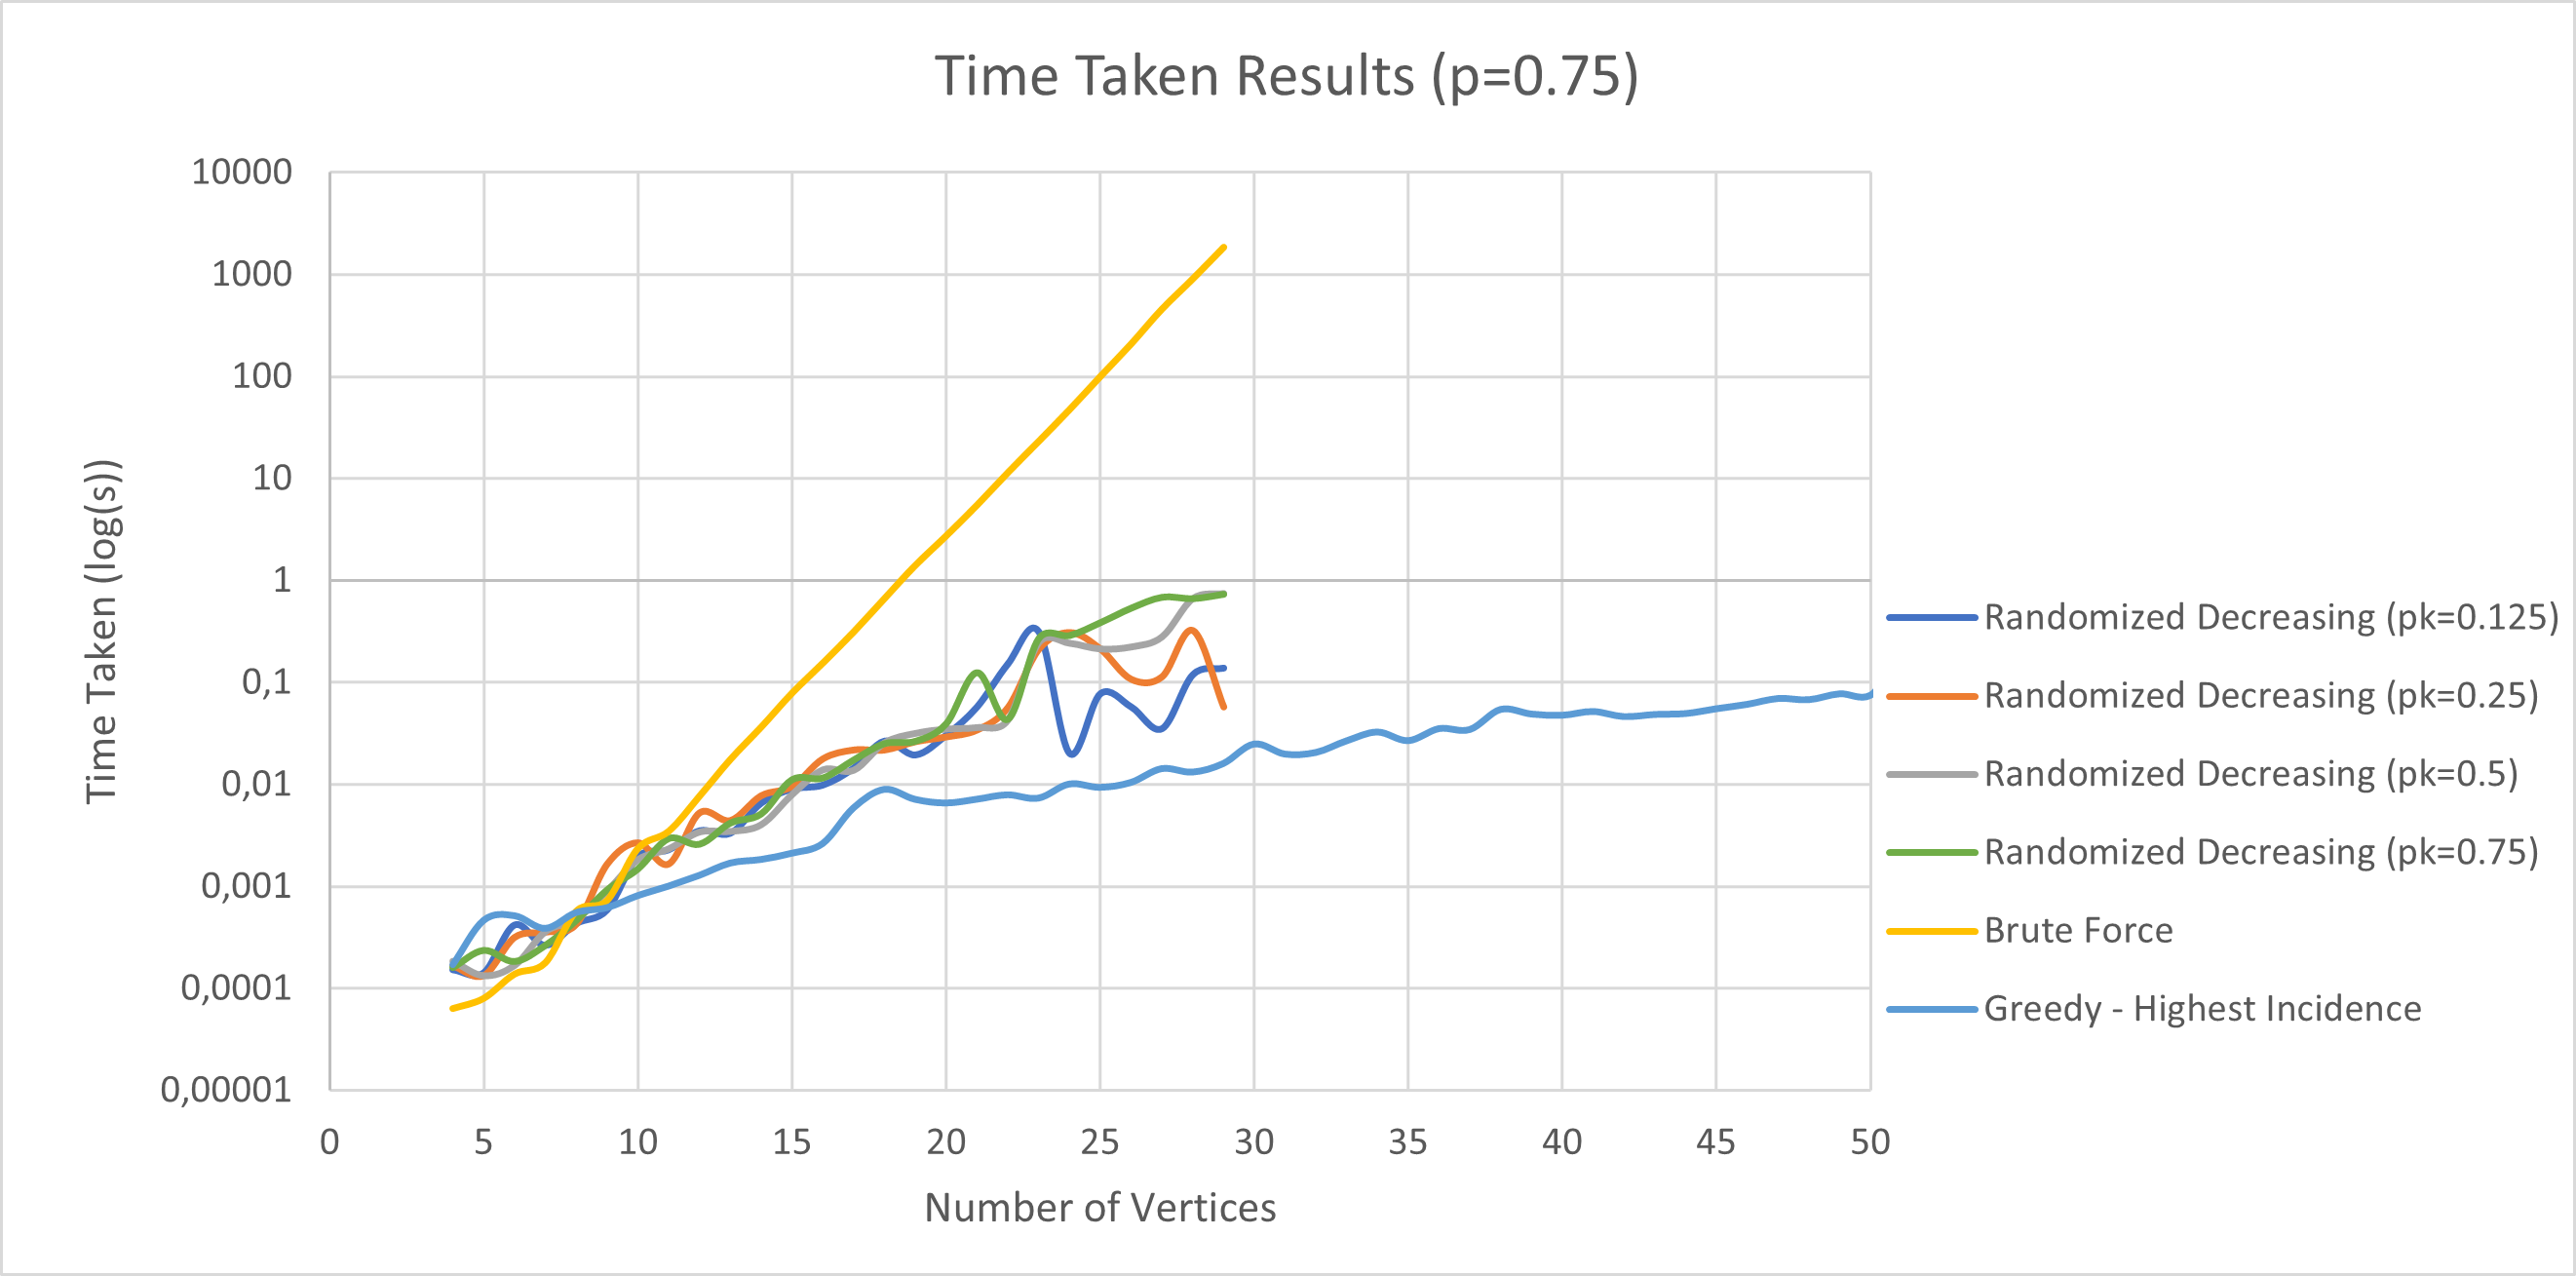 Time Taken Results (p=0.75)
10000
1000
100
10
1
0,1
0,01
0,001
0,0001
0,00001
Time Taken (log(s))
0 5 10 15 20 25 30 35 40 45 50
Number of Vertices
Randomized Decreasing (pk=0.125)
Randomized Decreasing (pk=0.25)
Randomized Decreasing (pk=0.5)
Randomized Decreasing (pk=0.75)
Brute Force
Greedy - Highest Incidence